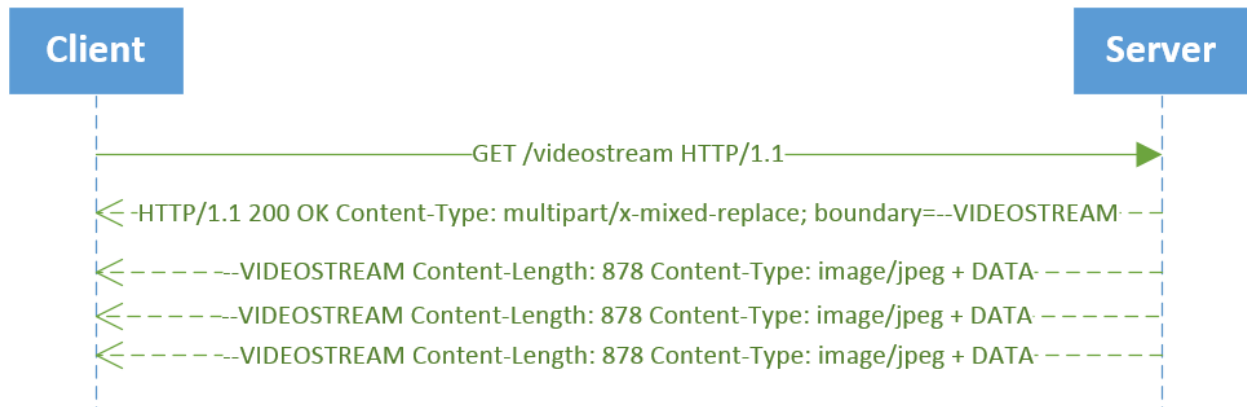 Client
Server
GET /videostream HTTP/1.1
HTTP/1.1 200 OK Content-Type: multipart/x-mixed-replace; boundary=--VIDEOSTREAM
--VIDEOSTREAM Content-Length: 878 Content-Type: image/jpeg + DATA
--VIDEOSTREAM Content-Length: 878 Content-Type: image/jpeg + DATA
--VIDEOSTREAM Content-Length: 878 Content-Type: image/jpeg + DATA